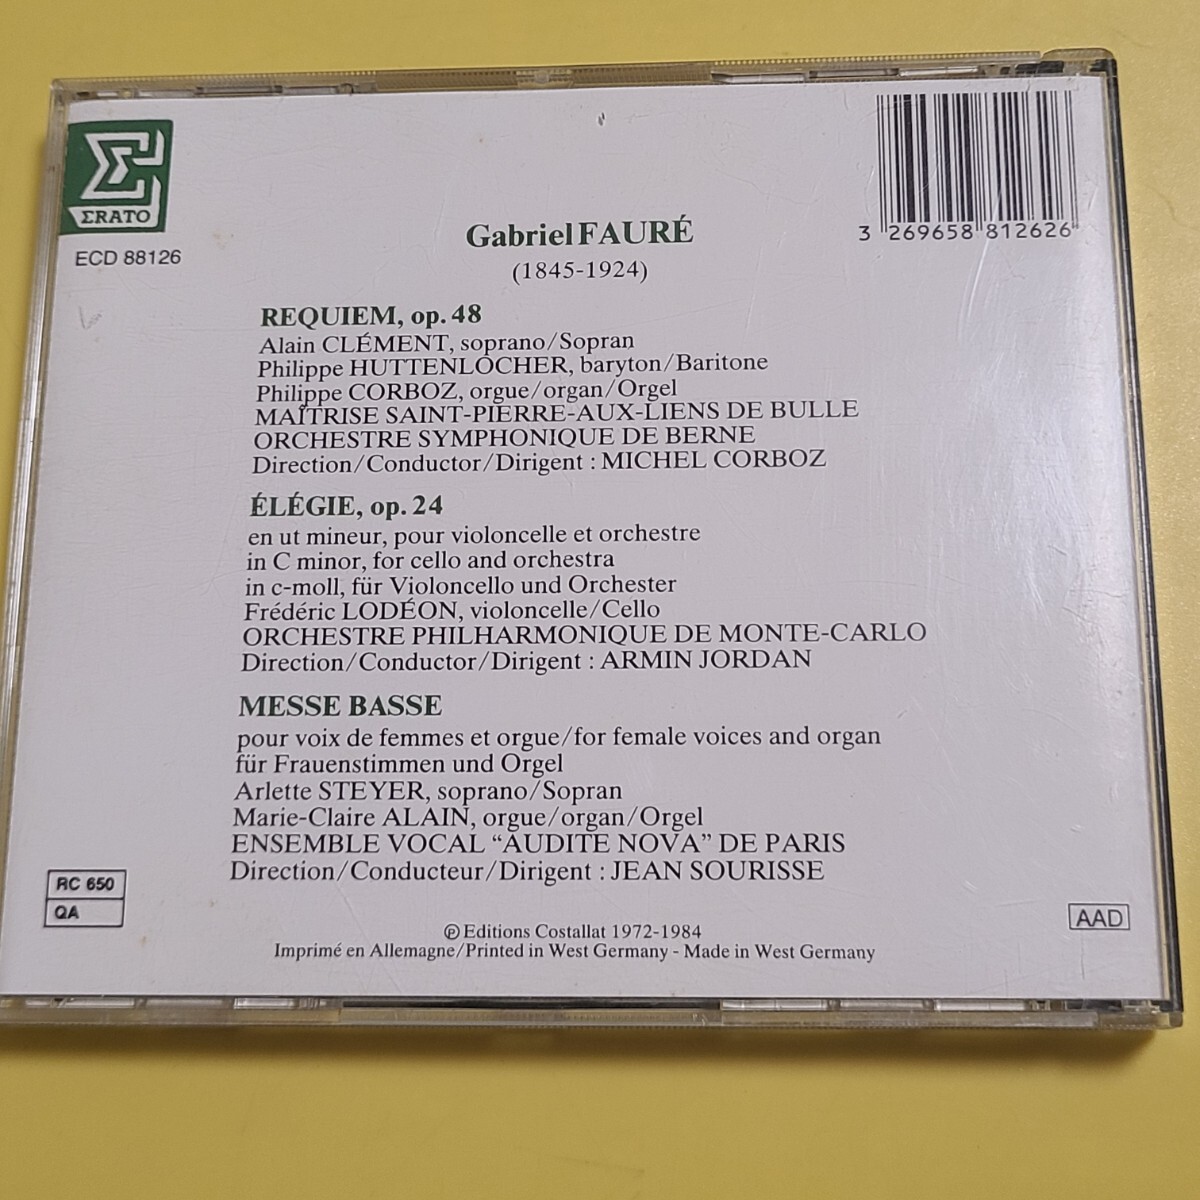 ERATO
ECD 88126
3 269658 812626
Gabriel FAURÉ
(1845-1924)
REQUIEM, op. 48
Alain CLÉMENT, soprano/Sopran
Philippe HUTTENLOCHER, baryton/Baritone
Philippe CORBOZ, orgue/organ/Orgel
MAÎTRISE SAINT-PIERRE-AUX-LIENS DE BULLE
ORCHESTRE SYMPHONIQUE DE BERNE
Direction/Conductor/Dirigent : MICHEL CORBOZ
ÉLÉGIE, op. 24
en ut mineur, pour violoncelle et orchestre
in C minor, for cello and orchestra
in c-moll, für Violoncello und Orchester
Frédéric LODÉON, violoncelle/Cello
ORCHESTRE PHILHARMONIQUE DE MONTE-CARLO
Direction/Conductor/Dirigent : ARMIN JORDAN
MESSE BASSE
pour voix de femmes et orgue/for female voices and organ
für Frauenstimmen und Orgel
Arlette STEYER, soprano/Sopran
Marie-Claire ALAIN, orgue/organ/Orgel
ENSEMBLE VOCAL “AUDITE NOVA” DE PARIS
Direction/Conducteur/Dirigent : JEAN SOURISSE
RC 650
QA
AAD
℗ Editions Costallat 1972-1984
Imprimé en Allemagne/Printed in West Germany - Made in West Germany